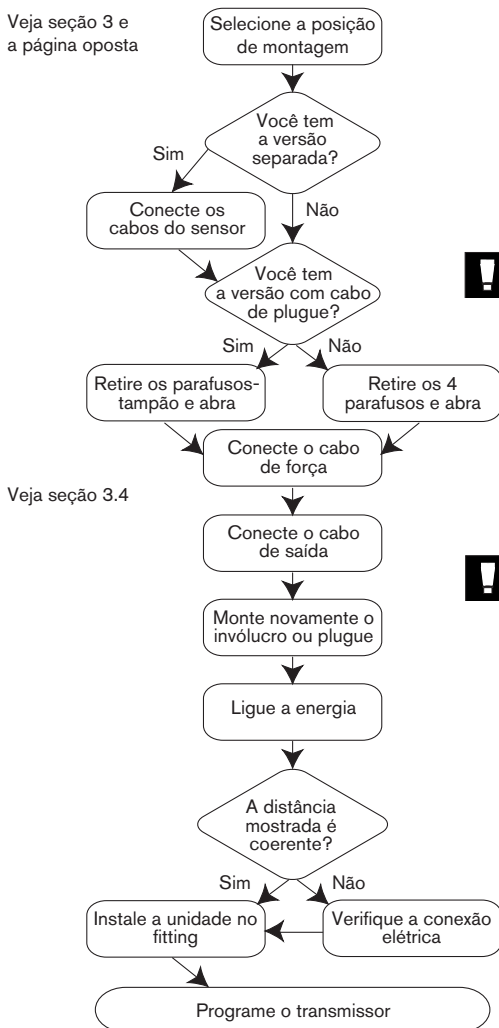 Veja seção 3 e
a página oposta
Selecione a posição
de montagem
Você tem
a versão
separada?
Sim
Não
Conecte os
cabos do sensor
Você tem
a versão com cabo
de plugue?
Sim
Não
Retire os parafusos-
tampão e abra
Retire os 4
parafusos e abra
Conecte o cabo
de força
Veja seção 3.4
Conecte o cabo
de saída
Monte novamente o
invólucro ou plugue
Ligue a energia
A distância
mostrada é
coerente?
Sim
Não
Instale a unidade no
fitting
Verifique a conexão
elétrica
Programe o transmissor